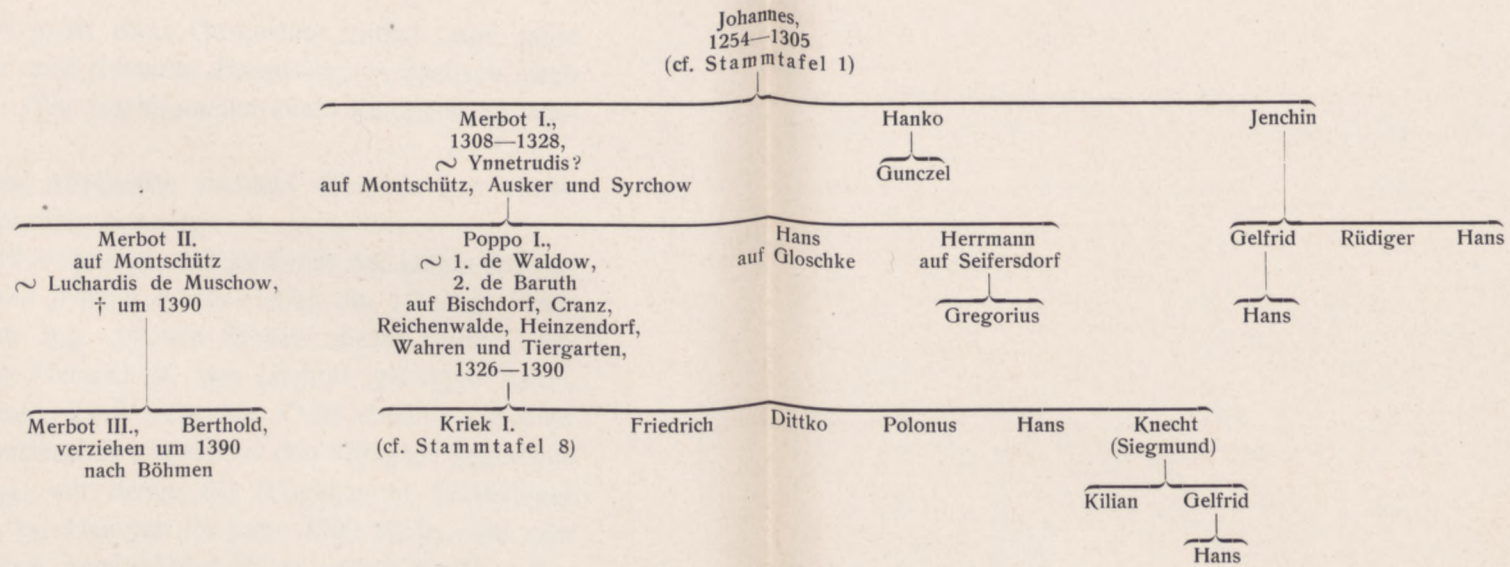 Johannes,
1254—1305
(cf. Stammtafel 1)
Merbot I.,
1308—1328,
~ Ynnetrudis?
auf Montschütz, Ausker und Syrchow
Hanko
Gunczel
Jenchin
Merbot II.
auf Montschütz
~ Luchardis de Muschow,
† um 1390
Poppo I.,
~ 1. de Waldow,
2. de Baruth
auf Bischdorf, Cranz,
Reichenwalde, Heinzendorf,
Wahren und Tiergarten,
1326—1390
Hans
auf Gloschke
Herrmann
auf Seifersdorf
Gregorius
Gelfrid Rüdiger Hans
Hans
Merbot III., Berthold,
verziehen um 1390
nach Böhmen
Kriek I.
(cf. Stammtafel 8)
Friedrich
Dittko
Polonus
Hans
Knecht
(Siegmund)
Kilian Gelfrid
Hans